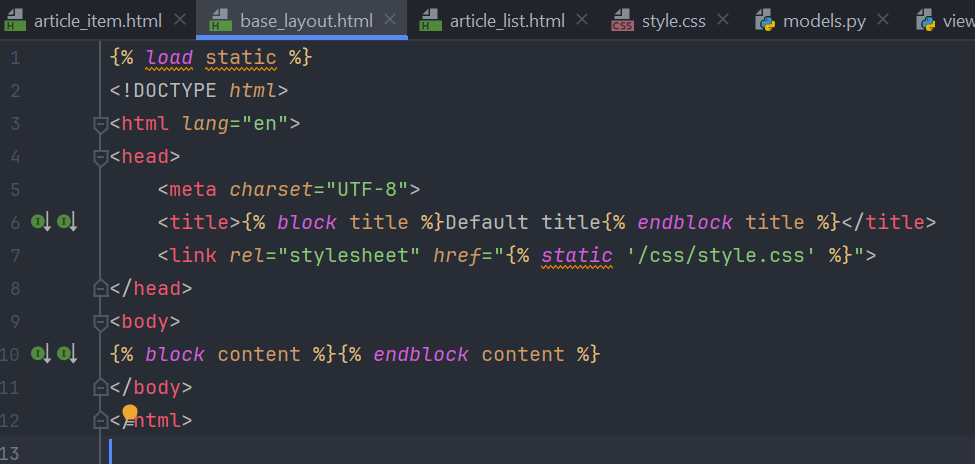 article_item.html base_layout.html article_list.html style.css models.py view
1 {% load static %}
2 <!DOCTYPE html>
3 <html lang="en">
4 <head>
5     <meta charset="UTF-8">
6     <title>{% block title %}Default title{% endblock title %}</title>
7     <link rel="stylesheet" href="{% static '/css/style.css' %}">
8 </head>
9 <body>
10 {% block content %}{% endblock content %}
11 </body>
12 </html>
13